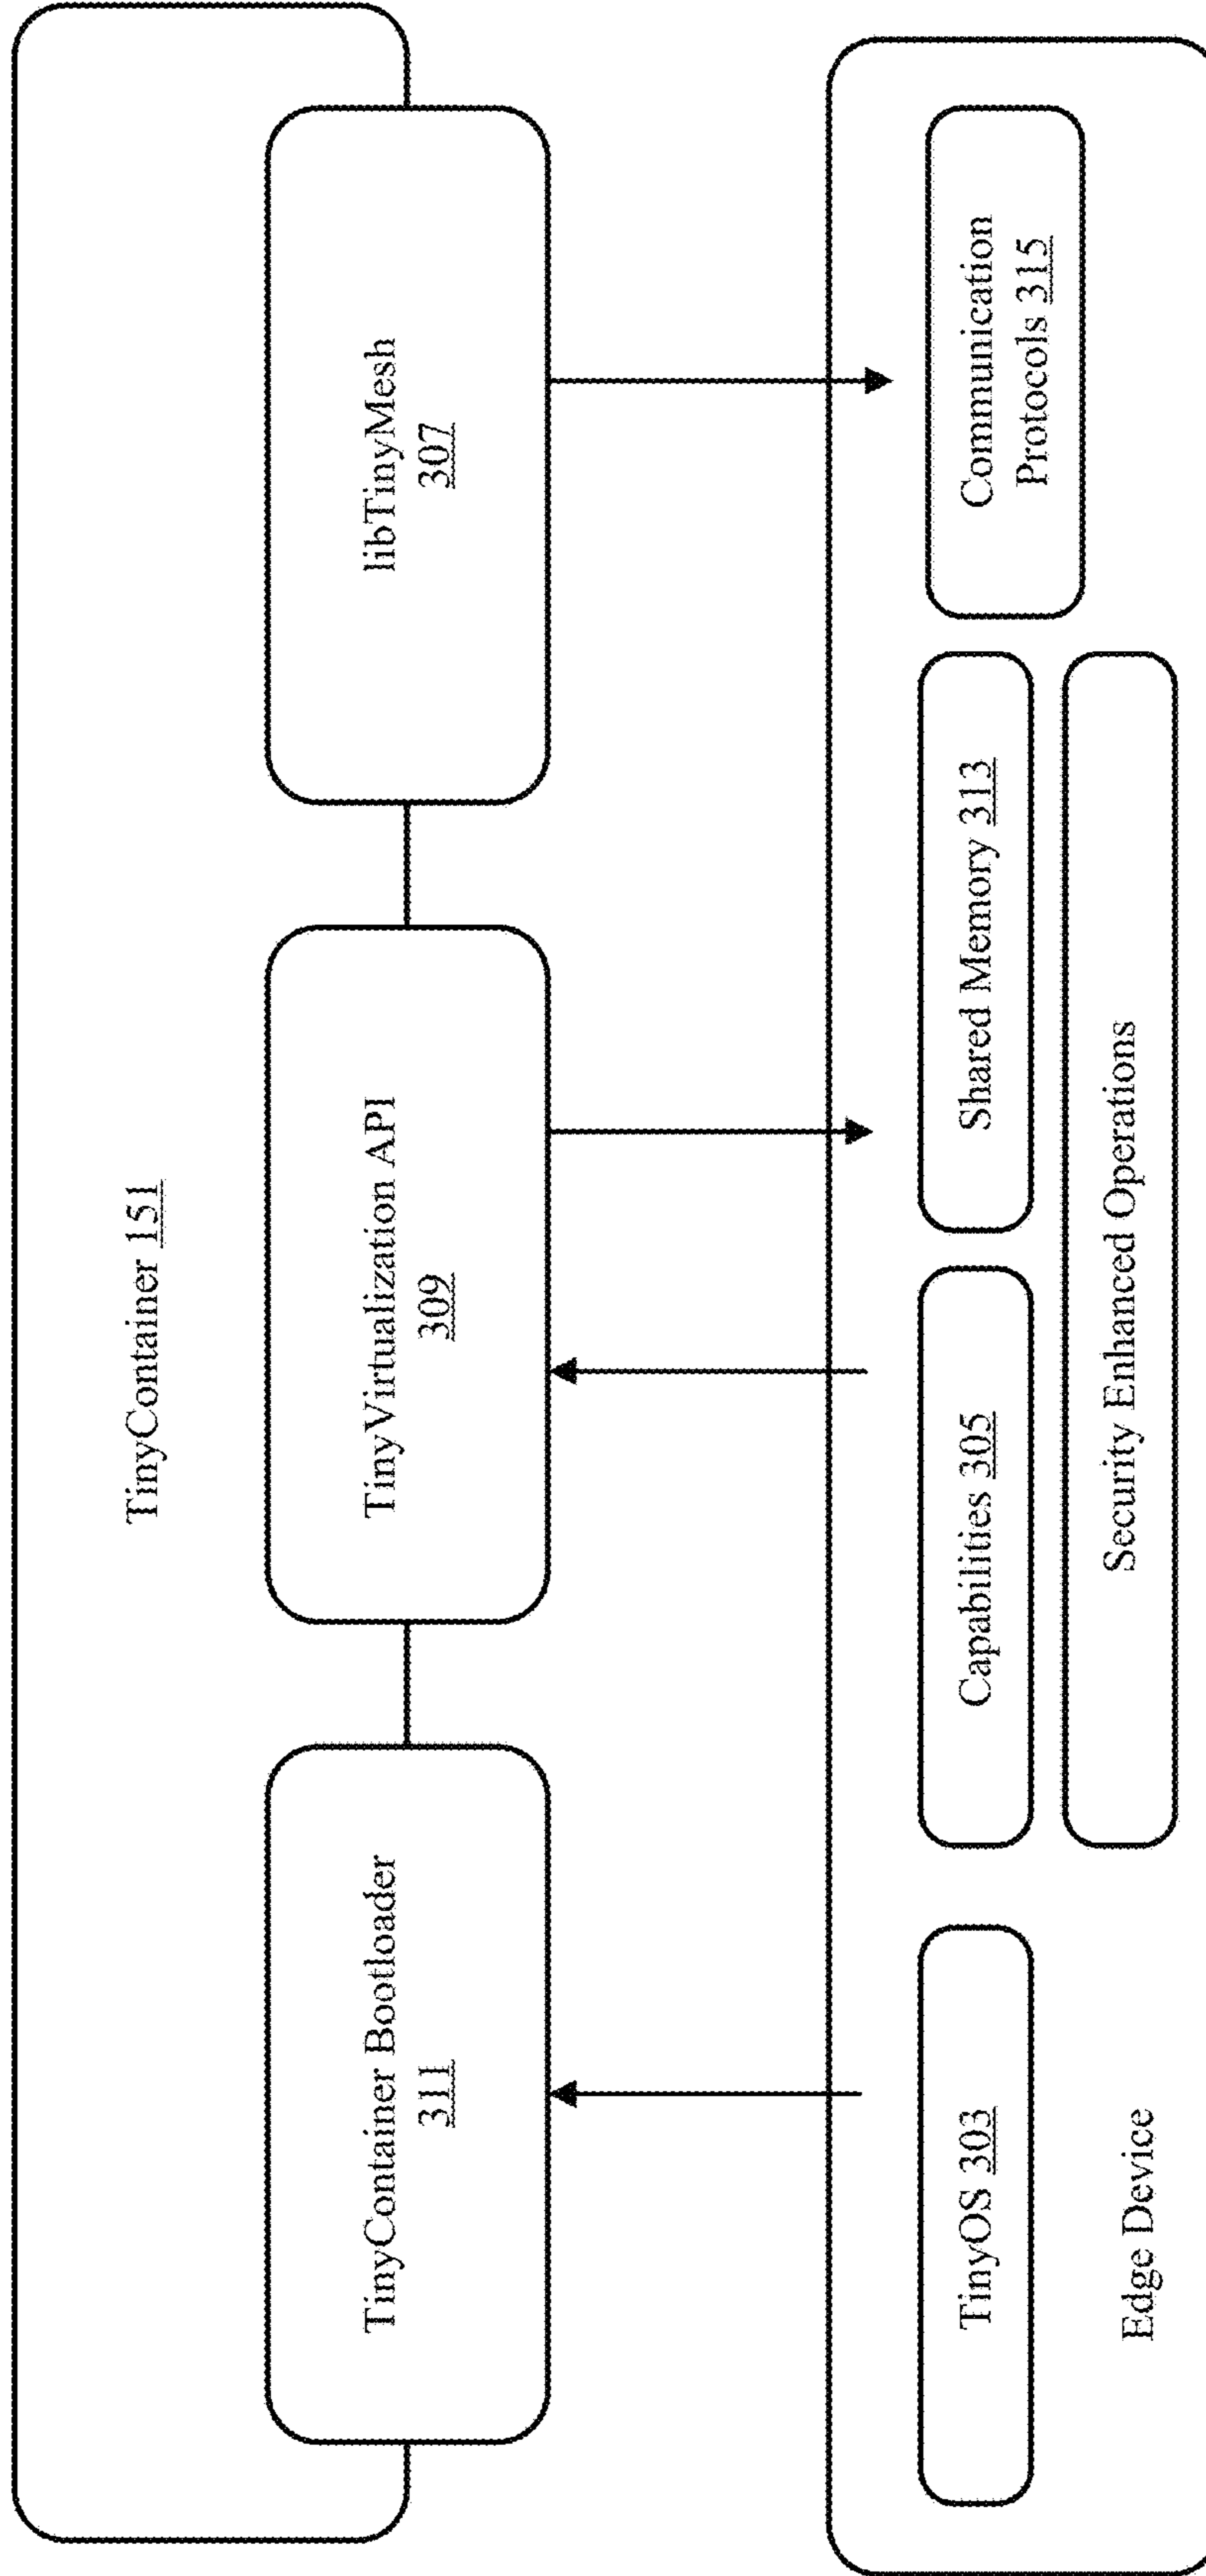 TinyContainer 151
TinyContainer Bootloader
311
TinyVirtualization API
309
libTinyMesh
307
TinyOS 303
Capabilities 305
Shared Memory 313
Communication
Protocols 315
Security Enhanced Operations
Edge Device